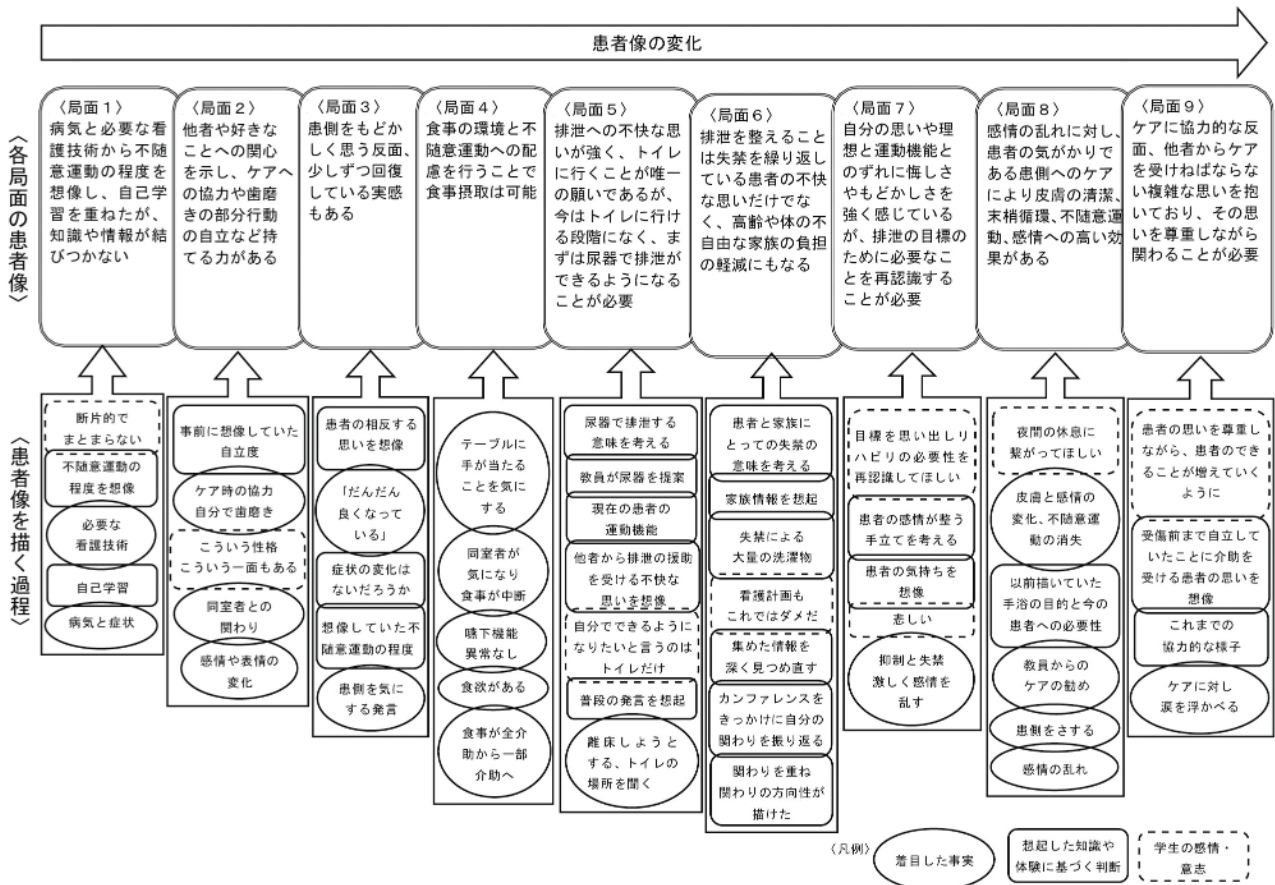 患者像の変化
〈各局面の患者像〉
〈局面1〉
病気と必要な看
護技術から不随
意運動の程度を
想像し、自己学
習を重ねたが、
知識や情報が結
びつかない
〈局面2〉
他者や好きな
ことへの関心
を示し、ケアへ
の協力や歯磨
きの部分行動
の自立など持
てる力がある
〈局面3〉
患側をもどか
しく思う反面、
少しずつ回復
している実感
もある
〈局面4〉
食事の環境と不
随意運動への配
慮を行うことで
食事摂取は可能
〈局面5〉
排泄への不快な思
いが強く、トイレ
に行くことが唯一
の願いであるが、
今はトイレに行け
る段階になく、ま
ずは尿器で排泄が
できるようになる
ことが必要
〈局面6〉
排泄を整えること
は失禁を繰り返し
ている患者の不快
な思いだけでな
く、高齢や体の不
自由な家族の負担
の軽減にもなる
〈局面7〉
自分の思いや理
想と運動機能と
のずれに悔しさ
やもどかしさを
強く感じている
が、排泄の目標の
ために必要なこ
とを再認識する
ことが必要
〈局面8〉
感情の乱れに対し、
患者の気がかりで
ある患側へのケア
により皮膚の清潔、
末梢循環、不随意運
動、感情への高い効
果がある
〈局面9〉
ケアに協力的な反
面、他者からケア
を受けねばならな
い複雑な思いを抱
いており、その思
いを尊重しながら
関わることが必要
〈患者像を描く過程〉
断片的で
まとまらない
不随意運動の
程度を想像
必要な
看護技術
自己学習
病気と症状
事前に想像していた
自立度
ケア時の協力
自分で歯磨き
こういう性格
こういう一面もある
同室者との
関わり
感情や表情の
変化
患者の相反する
思いを想像
「だんだん
良くなって
いる」
症状の変化は
ないだろうか
想像していた不
随意運動の程度
患側を気に
する発言
テーブルに
手が当たる
ことを気に
する
同室者が
気になり
食事が中断
嚥下機能
異常なし
食欲がある
食事が全介
助から一部
介助へ
尿器で排泄する
意味を考える
教員が尿器を提案
現在の患者の
運動機能
他者から排泄の援助
を受ける不快な
思いを想像
自分でできるように
なりたいと言うのは
トイレだけ
普段の発言を想起
離床しようと
する、トイレの
場所を聞く
患者と家族に
とっての失禁の
意味を考える
家族情報を想起
失禁による
大量の洗濯物
看護計画も
これではダメだ
集めた情報を
深く見つめ直す
カンファレンスを
きっかけに自分の
関わりを振り返る
関わりを重ね
関わりの方向性が
描けた
目標を思い出しリ
ハビリの必要性を
再認識してほしい
患者の感情が整う
手立てを考える
患者の気持ちを
想像
悲しい
抑制と失禁
激しく感情を
乱す
夜間の休息に
繋がってほしい
皮膚と感情の
変化、不随意運
動の消失
以前描いていた
手浴の目的と今の
患者への必要性
教員からの
ケアの勧め
患側をさする
感情の乱れ
患者の思いを尊重し
ながら、患者のでき
ることが増えていく
ように
受傷前まで自立し
ていたことに介助を
受ける患者の思いを
想像
これまでの
協力的な様子
ケアに対し
涙を浮かべる
〈凡例〉
着目した事実
想起した知識や
体験に基づく判断
学生の感情・
意志